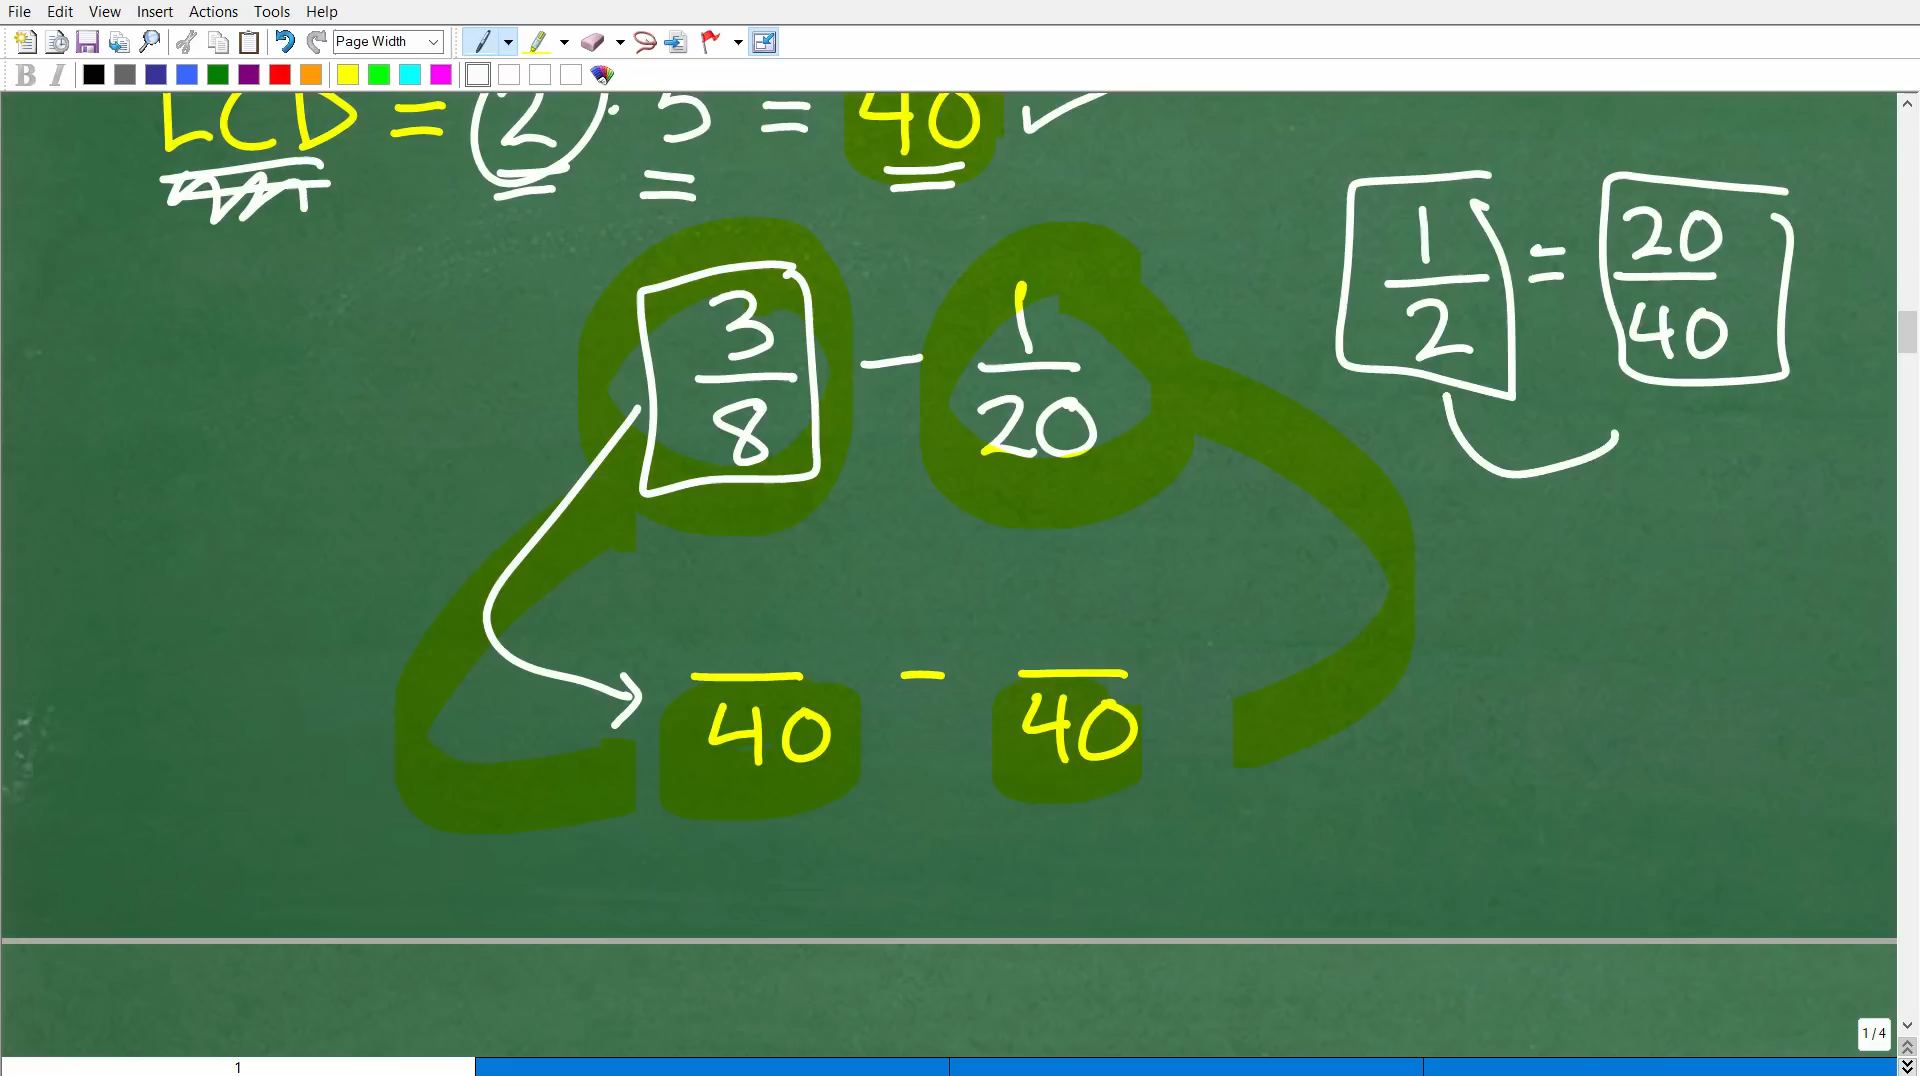 File Edit View Insert Actions Tools Help
Page Width
B I
LCD = (2) · 5 = 40 ✓
3/8 - 1/20
1/2 = 20/40
/40 - /40
1 / 4
1